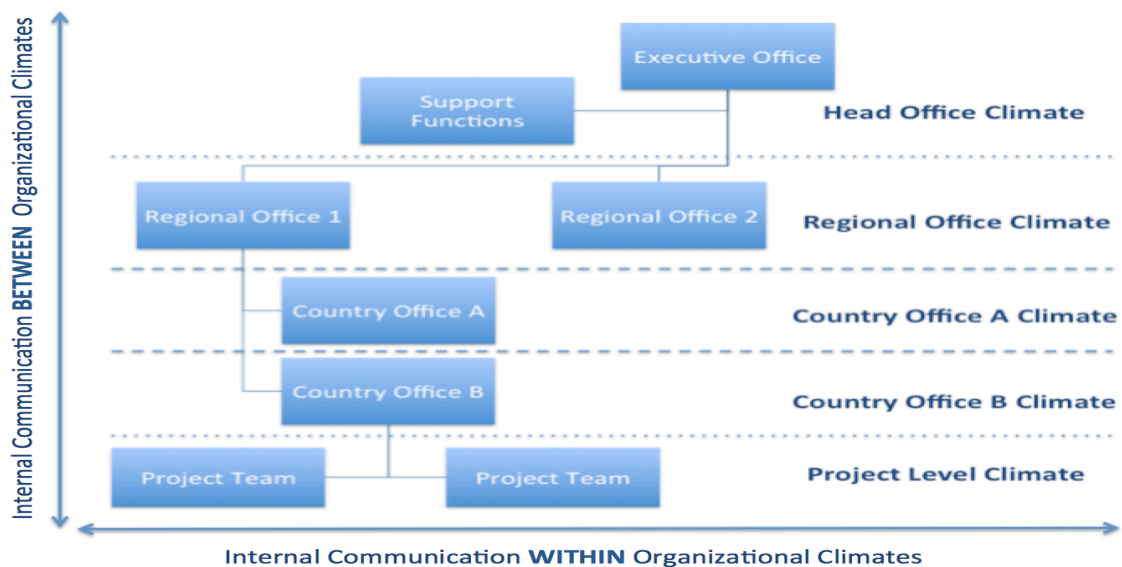 Internal Communication BETWEEN Organizational Climates
Executive Office
Support
Functions
Head Office Climate
Regional Office 1
Regional Office 2
Regional Office Climate
Country Office A
Country Office A Climate
Country Office B
Country Office B Climate
Project Team
Project Team
Project Level Climate
Internal Communication WITHIN Organizational Climates